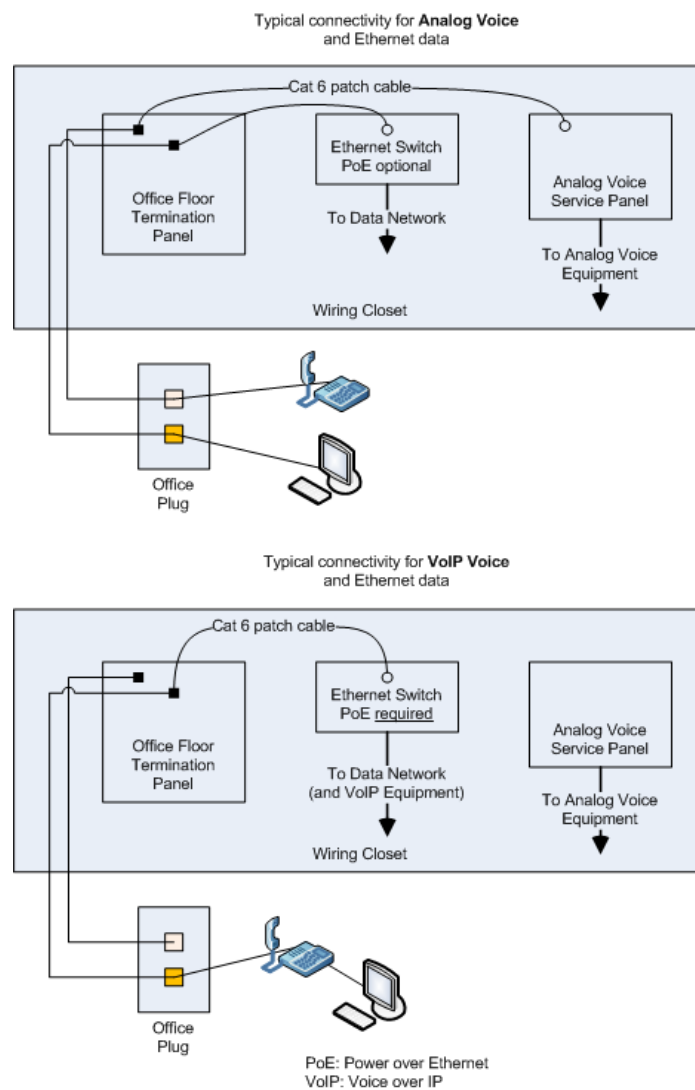 Typical connectivity for Analog Voice
and Ethernet data
Cat 6 patch cable
Office Floor
Termination
Panel
Ethernet Switch
PoE optional
To Data Network
Analog Voice
Service Panel
To Analog Voice
Equipment
Wiring Closet
Office
Plug
Typical connectivity for VoIP Voice
and Ethernet data
Cat 6 patch cable
Office Floor
Termination
Panel
Ethernet Switch
PoE required
To Data Network
(and VoIP Equipment)
Analog Voice
Service Panel
To Analog Voice
Equipment
Wiring Closet
Office
Plug
PoE: Power over Ethernet
VoIP: Voice over IP